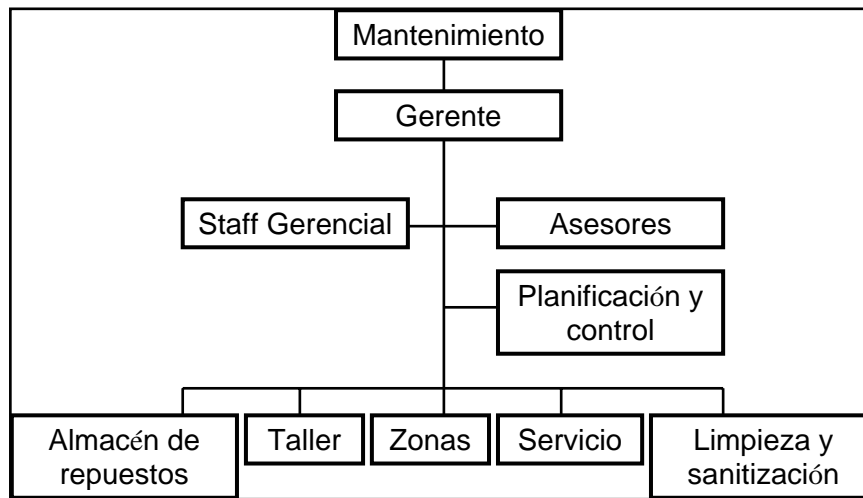 Mantenimiento
Gerente
Staff Gerencial
Asesores
Planificación y
control
Almacén de
repuestos
Taller
Zonas
Servicio
Limpieza y
sanitización